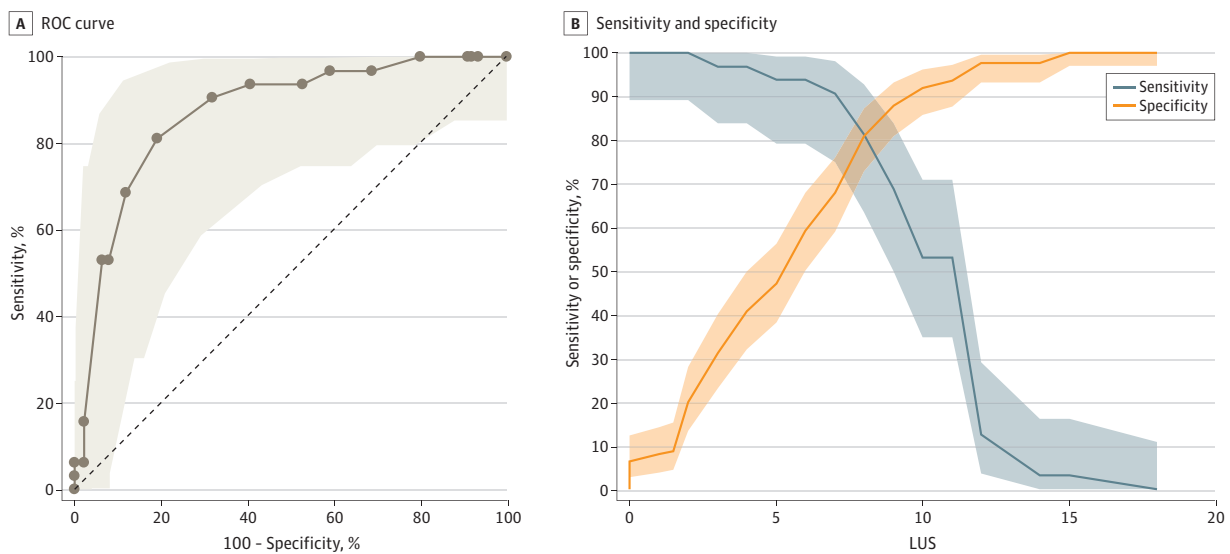 A ROC curve
100
80
60
40
20
0
Sensitivity, %
0 20 40 60 80 100
100 - Specificity, %
B Sensitivity and specificity
100
90
80
70
60
50
40
30
20
10
0
Sensitivity or specificity, %
Sensitivity
Specificity
0 5 10 15 20
LUS